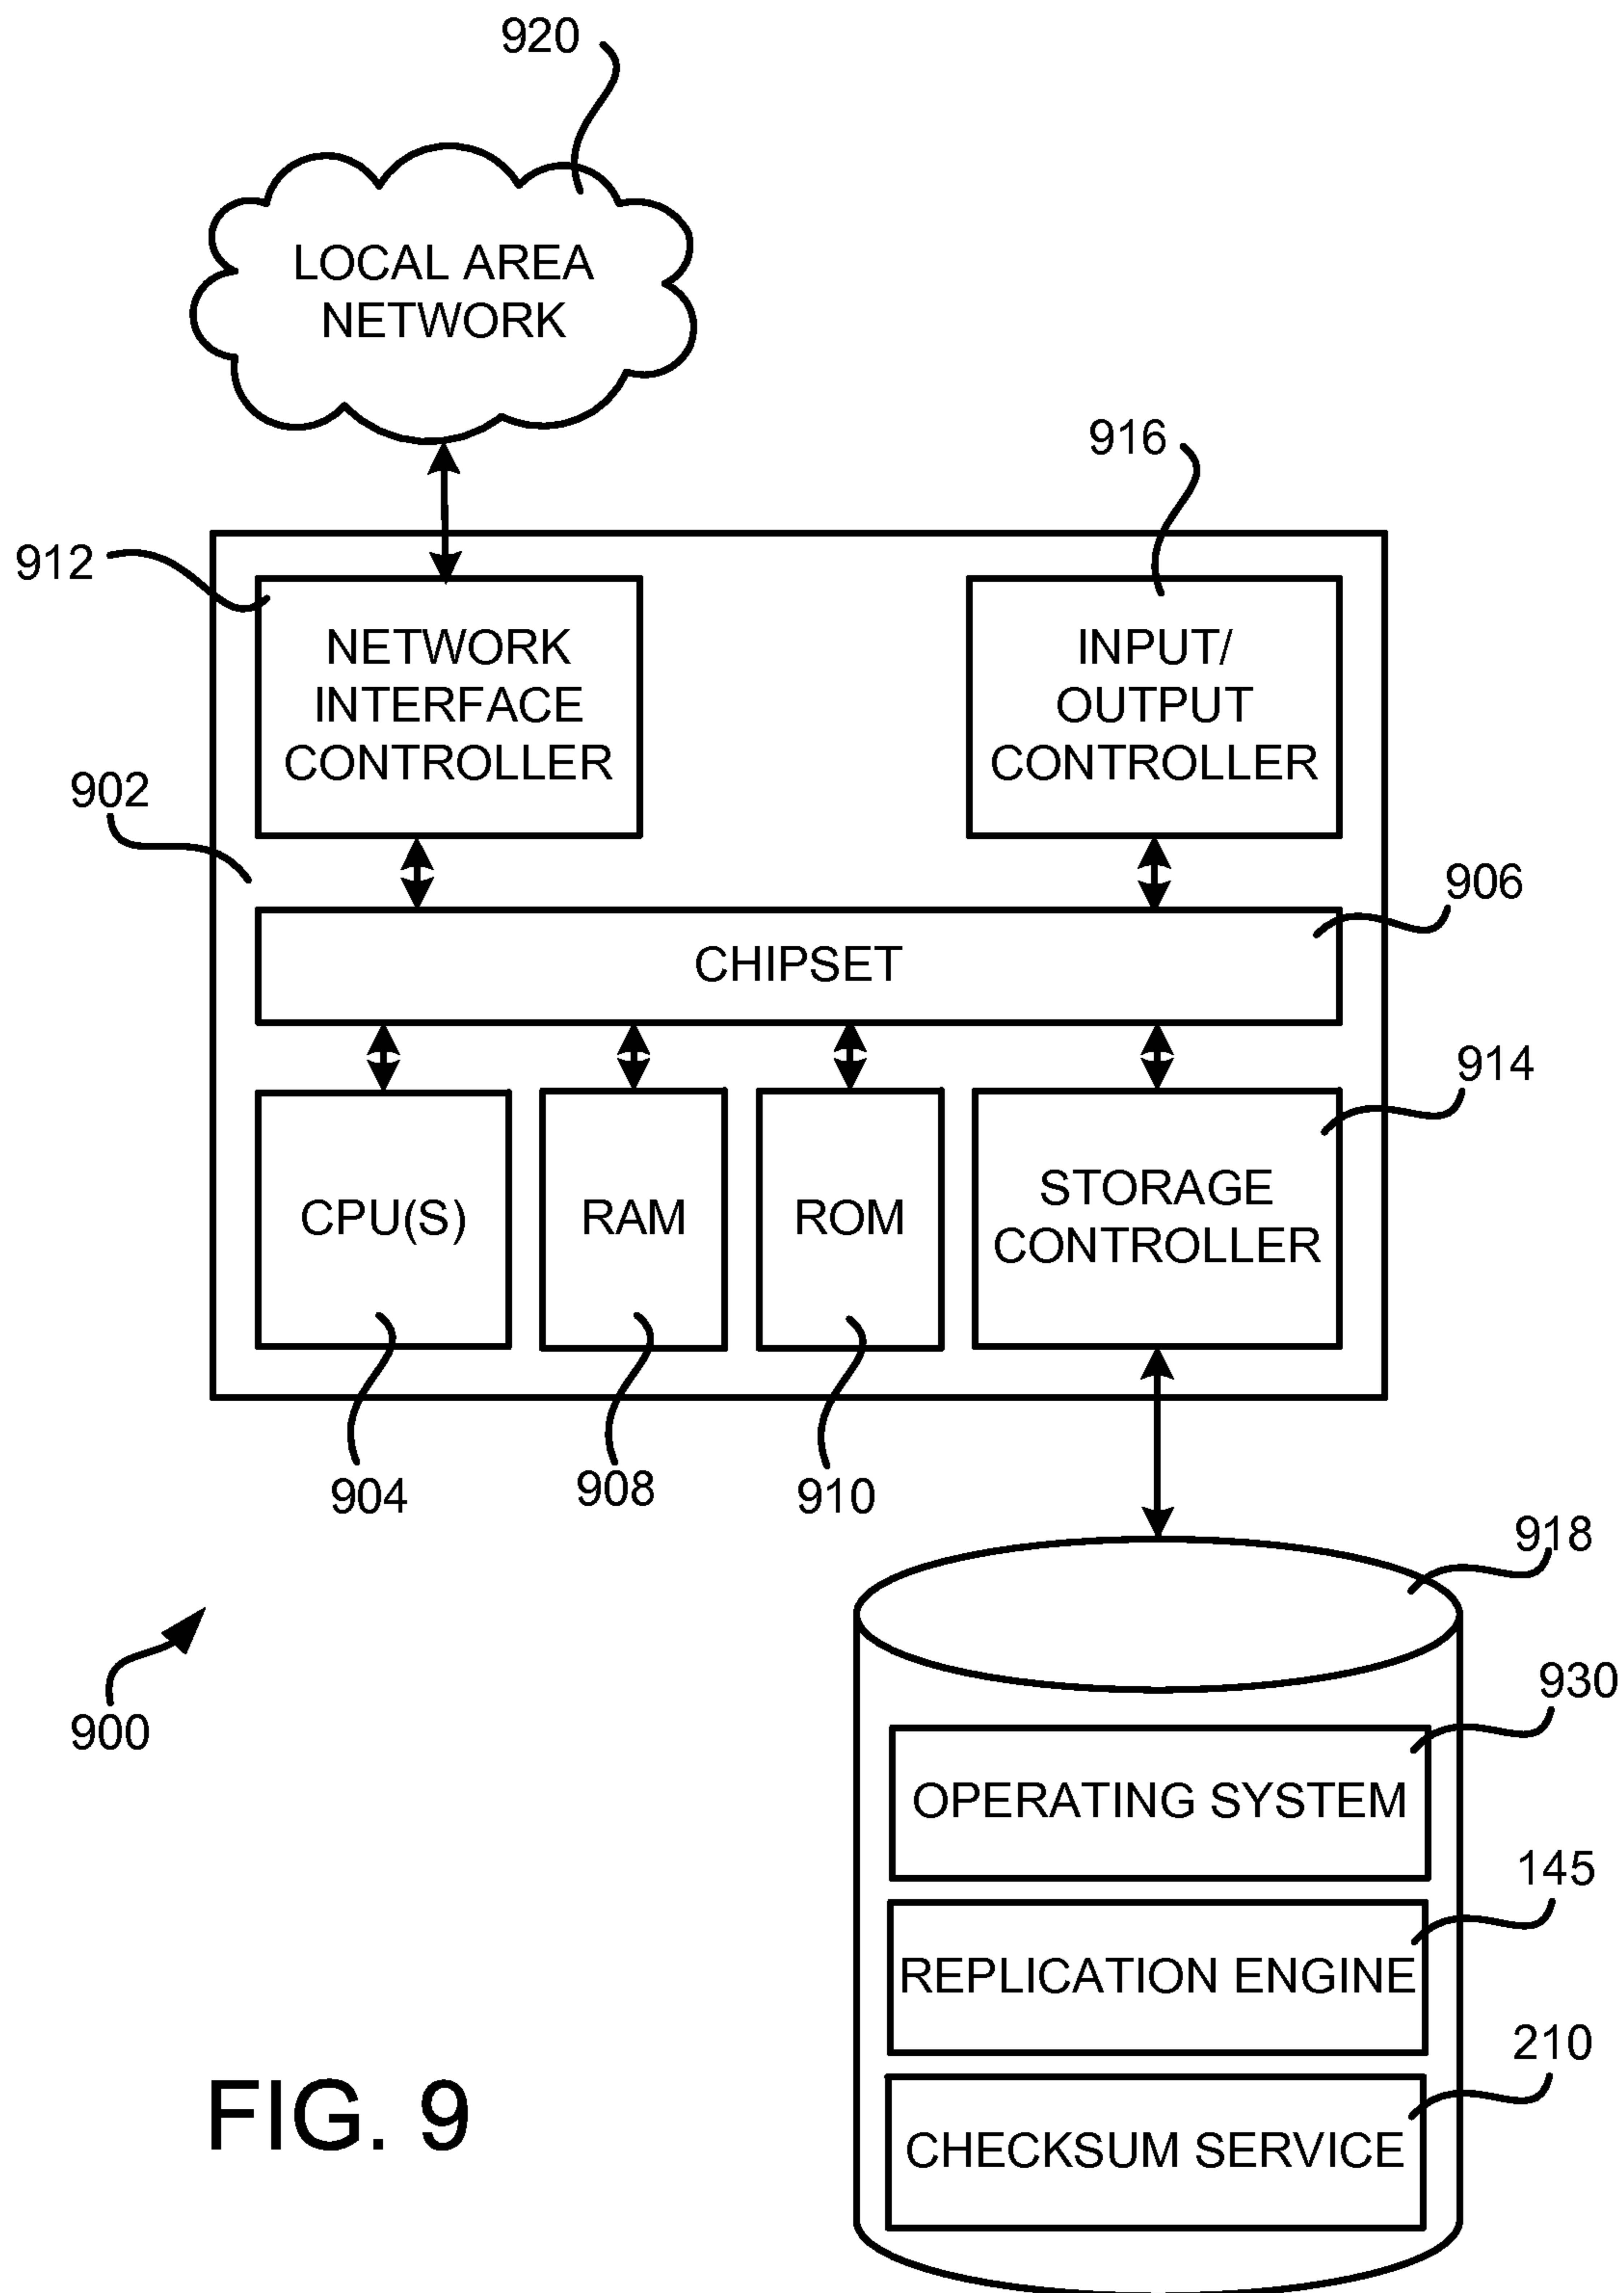 920
LOCAL AREA
NETWORK
916
912
NETWORK
INTERFACE
CONTROLLER
INPUT/
OUTPUT
CONTROLLER
902
906
CHIPSET
914
CPU(S)
RAM
ROM
STORAGE
CONTROLLER
904
908
910
918
930
900
OPERATING SYSTEM
145
REPLICATION ENGINE
210
FIG. 9
CHECKSUM SERVICE